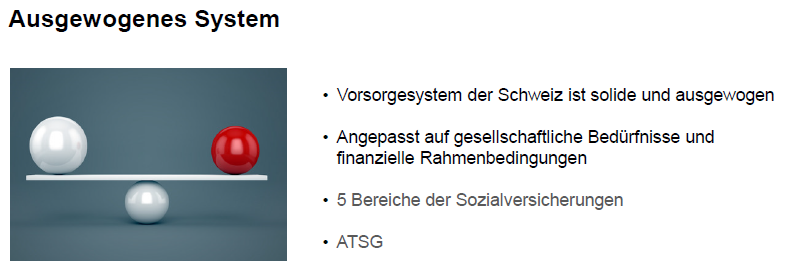 Ausgewogenes System
• Vorsorgesystem der Schweiz ist solide und ausgewogen
• Angepasst auf gesellschaftliche Bedürfnisse und
finanzielle Rahmenbedingungen
• 5 Bereiche der Sozialversicherungen
• ATSG